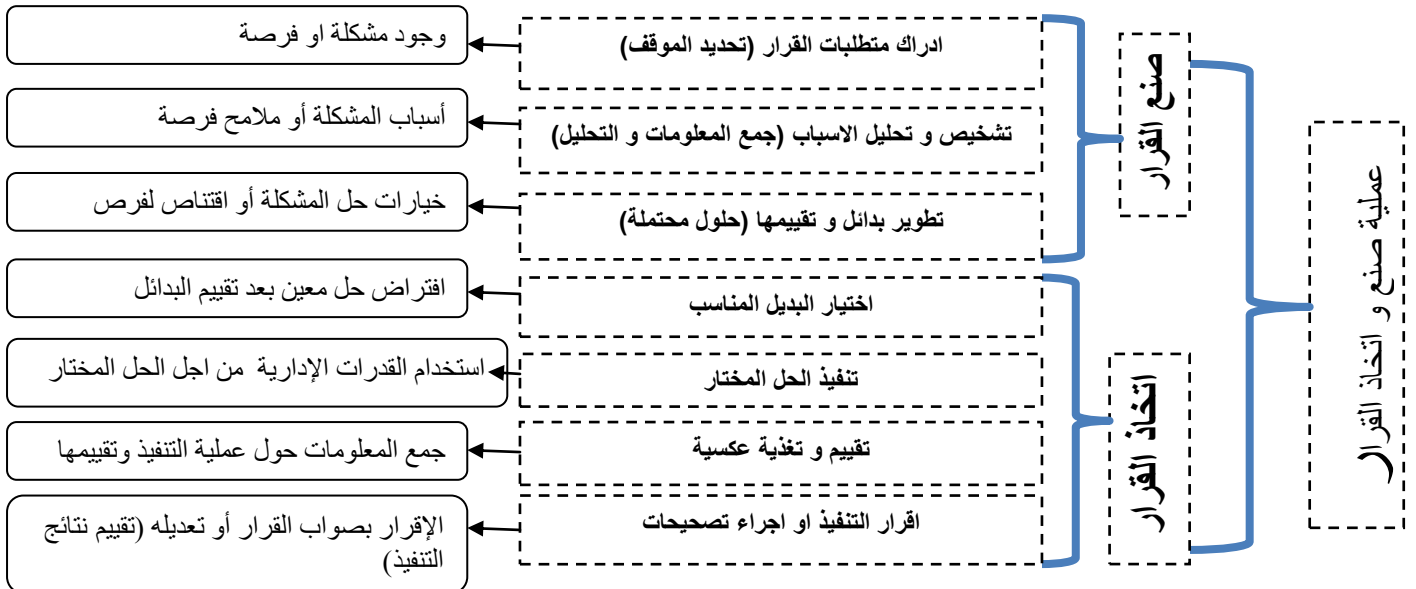 عملية صنع و اتخاذ القرار
صنع القرار
ادراك متطلبات القرار (تحديد الموقف)
وجود مشكلة او فرصة
تشخيص و تحليل الاسباب (جمع المعلومات و التحليل)
أسباب المشكلة أو ملامح فرصة
تطوير بدائل و تقييمها (حلول محتملة)
خيارات حل المشكلة أو اقتناص لفرص
اتخاذ القرار
اختيار البديل المناسب
افتراض حل معين بعد تقييم البدائل
تنفيذ الحل المختار
استخدام القدرات الإدارية من اجل الحل المختار
تقييم و تغذية عكسية
جمع المعلومات حول عملية التنفيذ وتقييمها
اقرار التنفيذ او اجراء تصحيحات
الإقرار بصواب القرار أو تعديله (تقييم نتائج
التنفيذ)